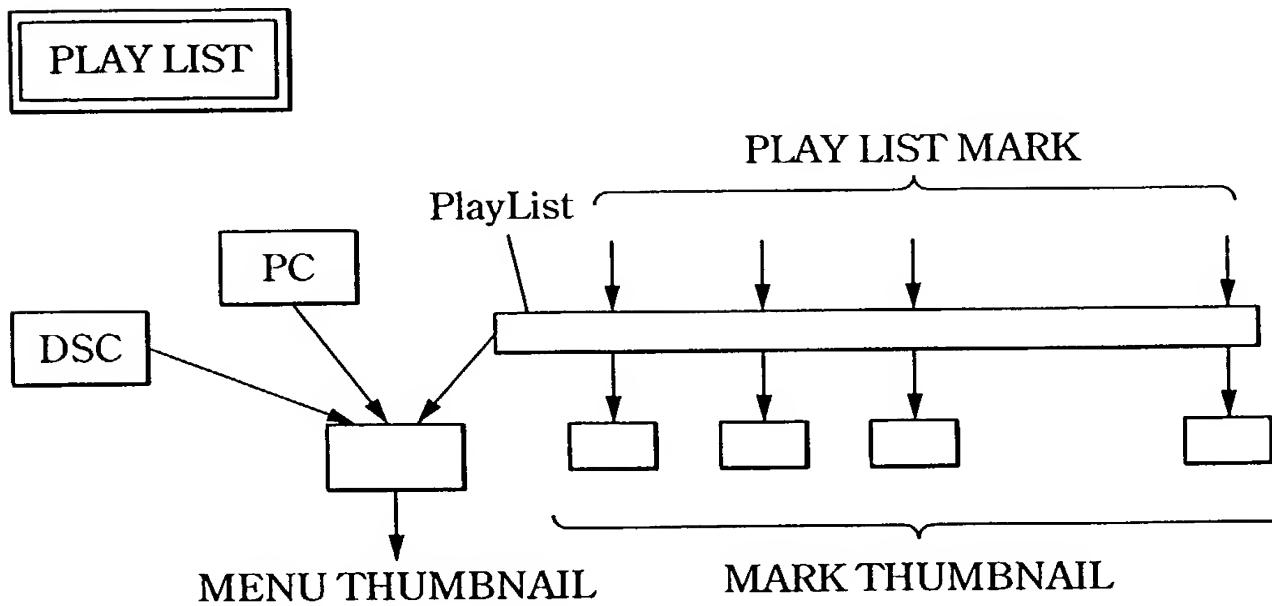 PLAY LIST
PLAY LIST MARK
PlayList
PC
DSC
MENU THUMBNAIL
MARK THUMBNAIL